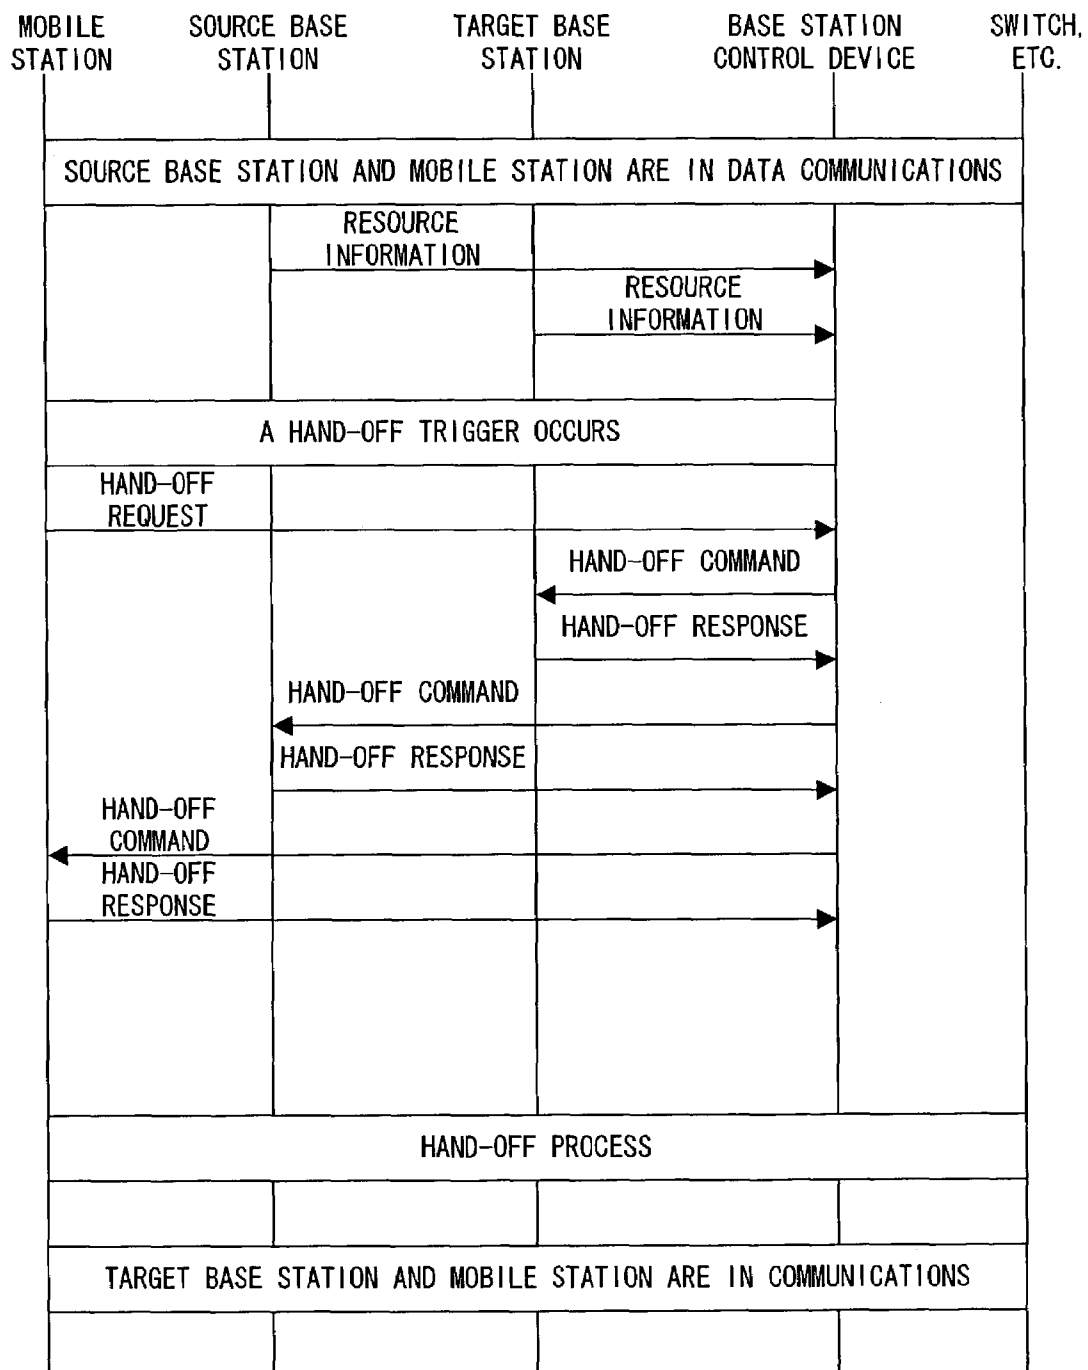 MOBILE
STATION
SOURCE BASE
STATION
TARGET BASE
STATION
BASE STATION
CONTROL DEVICE
SWITCH,
ETC.
SOURCE BASE STATION AND MOBILE STATION ARE IN DATA COMMUNICATIONS
RESOURCE
INFORMATION
RESOURCE
INFORMATION
A HAND-OFF TRIGGER OCCURS
HAND-OFF
REQUEST
HAND-OFF COMMAND
HAND-OFF RESPONSE
HAND-OFF COMMAND
HAND-OFF RESPONSE
HAND-OFF
COMMAND
HAND-OFF
RESPONSE
HAND-OFF PROCESS
TARGET BASE STATION AND MOBILE STATION ARE IN COMMUNICATIONS